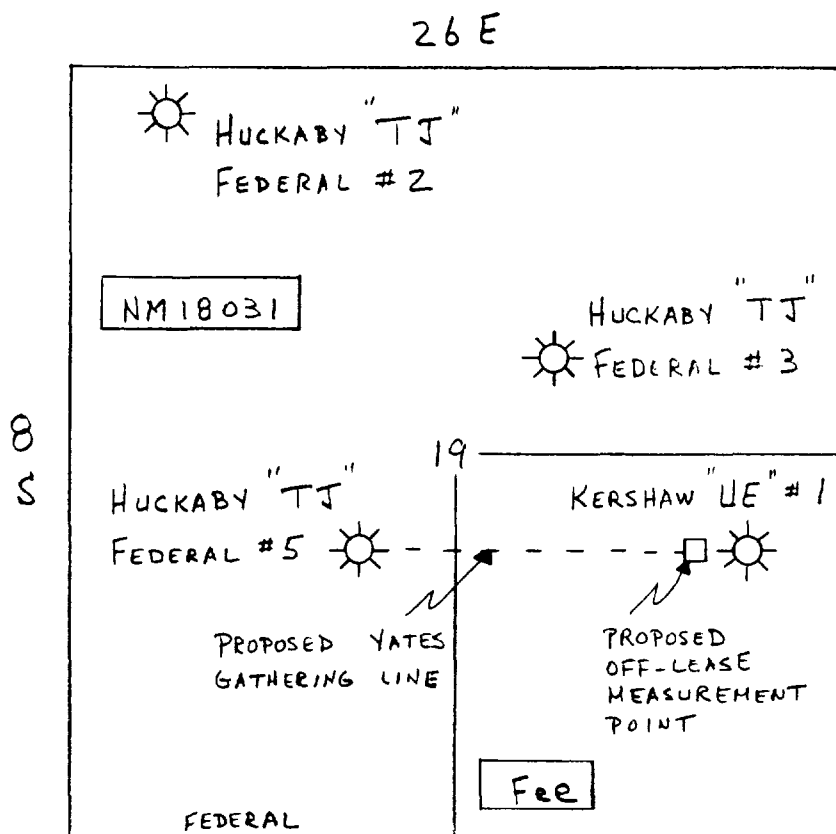 26 E
HUCKABY "TJ"
FEDERAL #2
NM18031
HUCKABY "TJ"
FEDERAL #3
8
S
19
HUCKABY "TJ"
FEDERAL #5
KERSHAW "UE" #1
PROPOSED YATES
GATHERING LINE
PROPOSED
OFF-LEASE
MEASUREMENT
POINT
Fee
FEDERAL